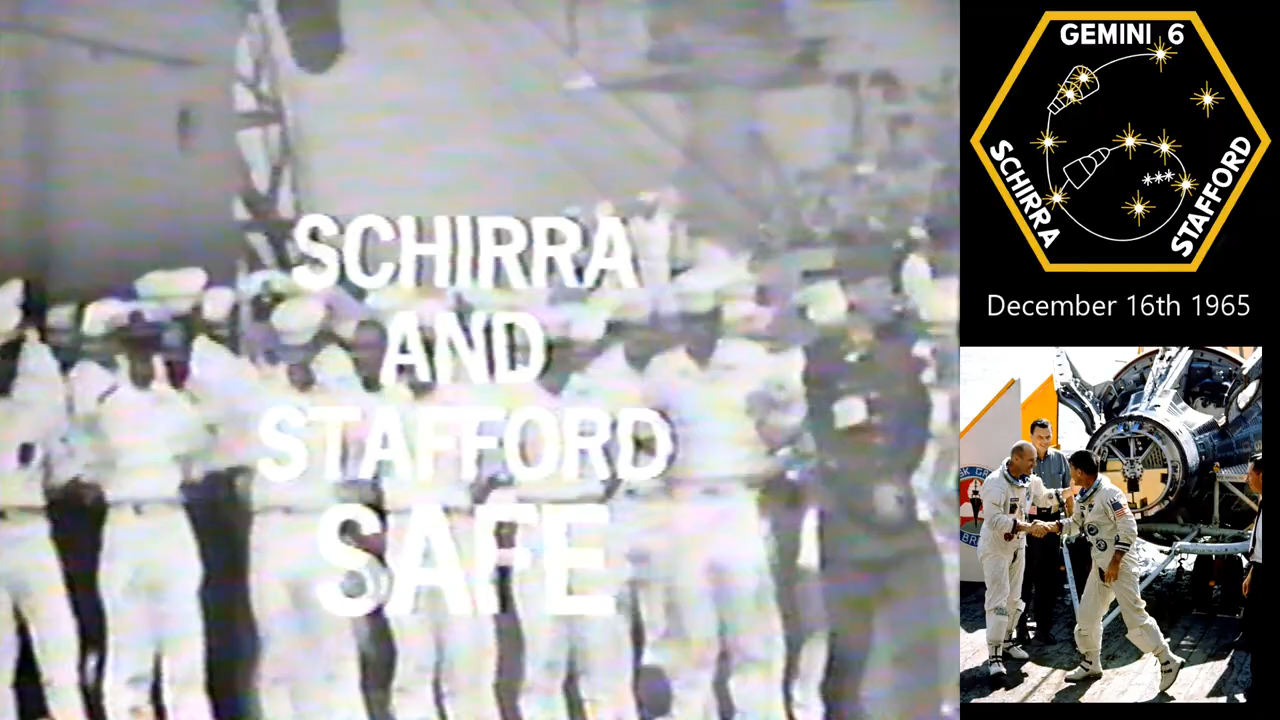 SCHIRRA
AND
STAFFORD
SAFE
GEMINI 6
SCHIRRA
STAFFORD
December 16th 1965